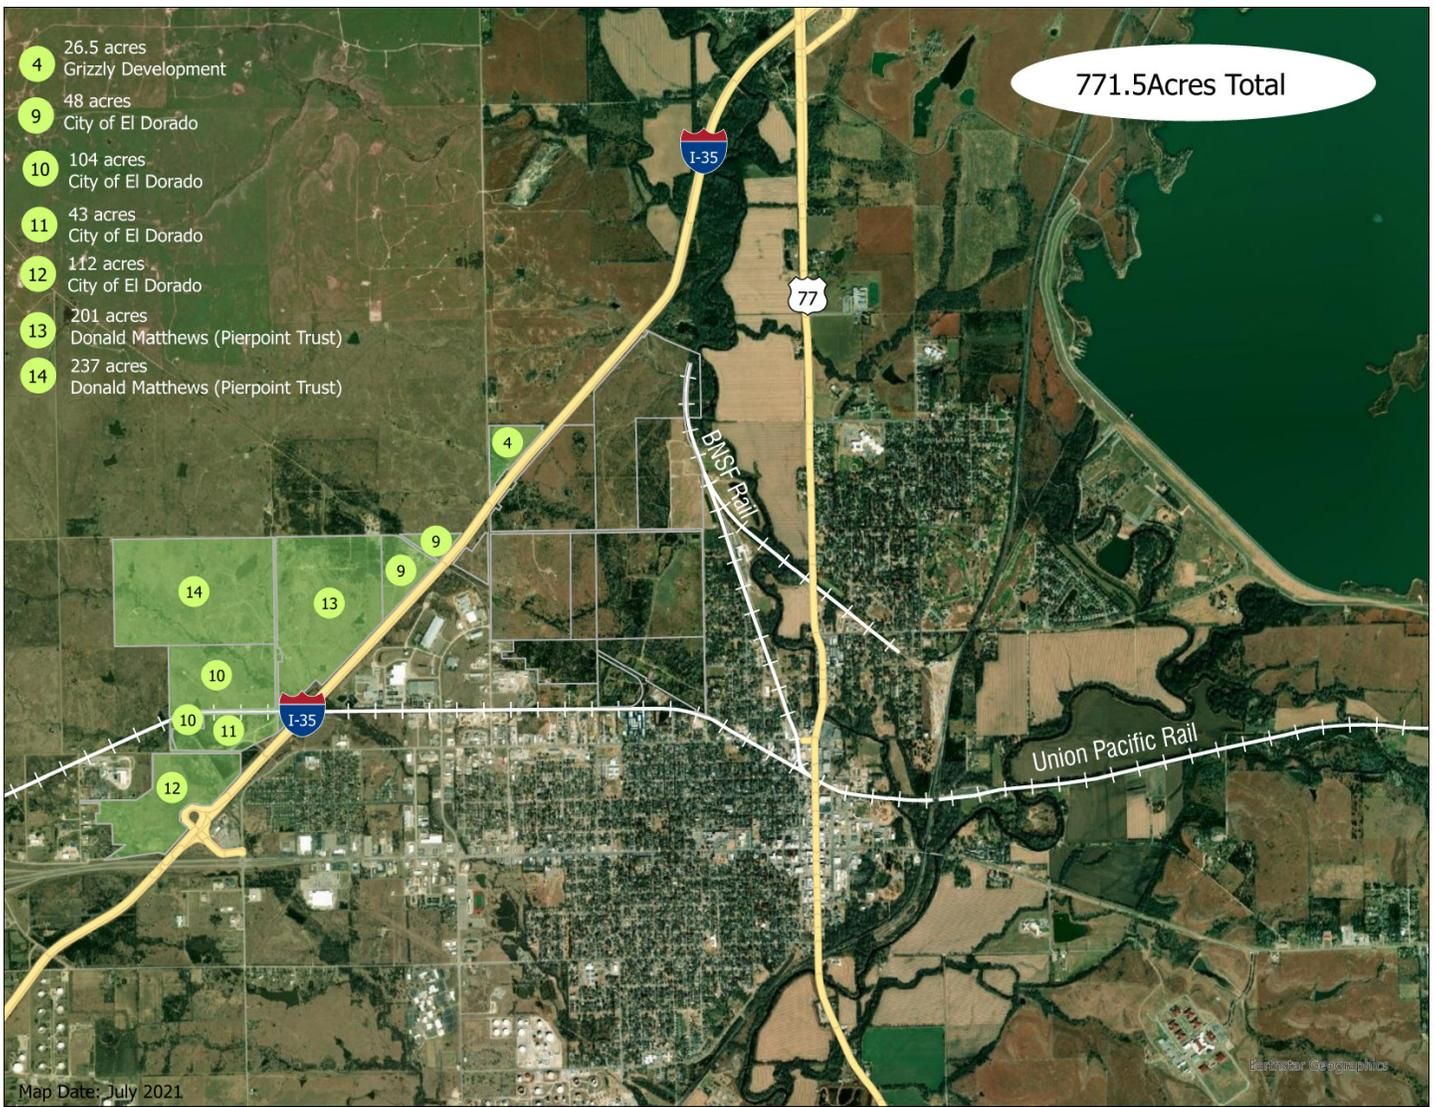 4
26.5 acres
Grizzly Development
9
48 acres
City of El Dorado
10
104 acres
City of El Dorado
11
43 acres
City of El Dorado
12
112 acres
City of El Dorado
13
201 acres
Donald Matthews (Pierpoint Trust)
14
237 acres
Donald Matthews (Pierpoint Trust)
771.5Acres Total
I-35
77
4
BNSF Rail
9
9
14
13
10
10
11
I-35
12
Union Pacific Rail
Earthstar Geographics
Map Date: July 2021